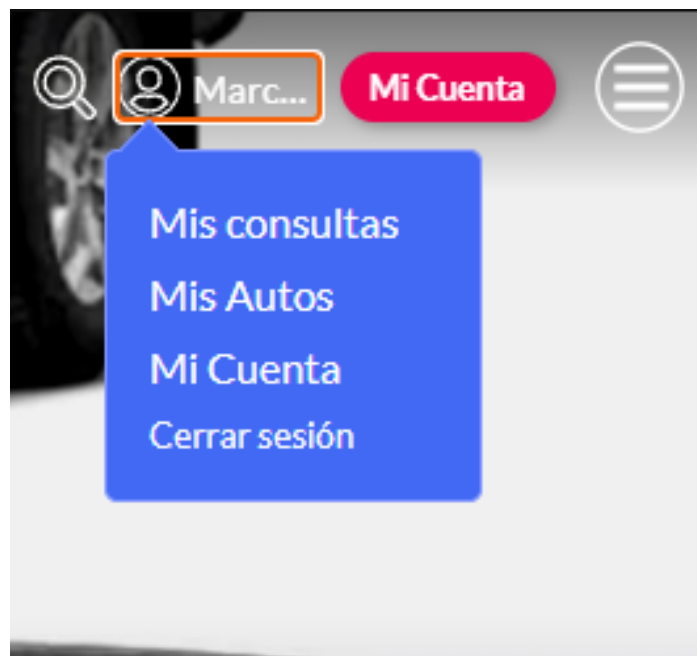 Marc... Mi Cuenta
Mis consultas
Mis Autos
Mi Cuenta
Cerrar sesión